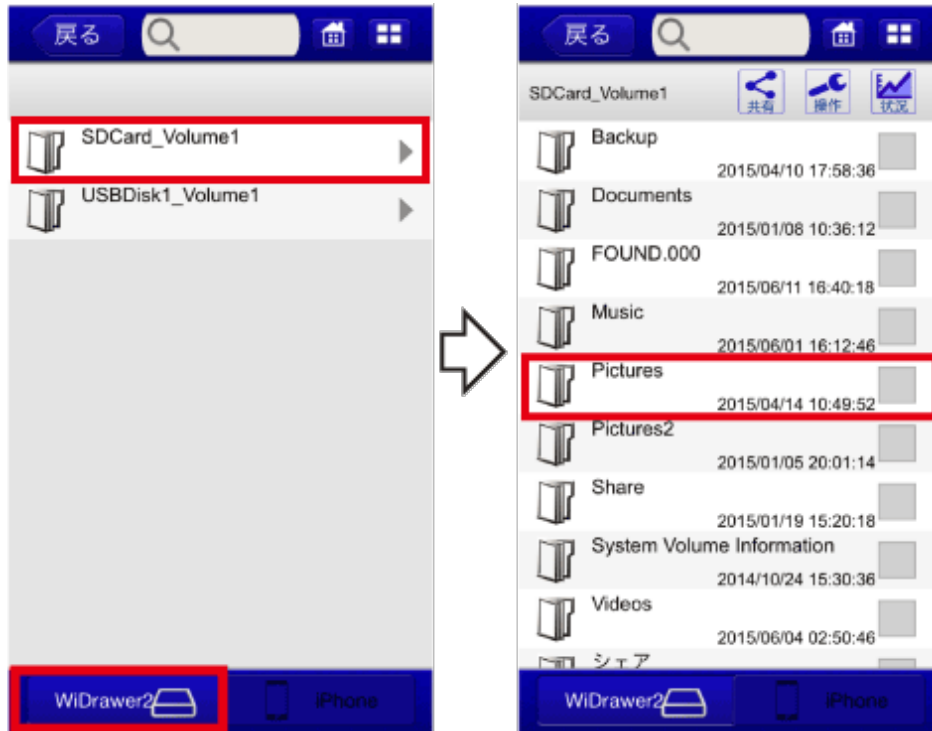 戻る
SDCard_Volume1
USBDisk1_Volume1
WiDrawer2
iPhone
戻る
SDCard_Volume1
共有
操作
状況
Backup
2015/04/10 17:58:36
Documents
2015/01/08 10:36:12
FOUND.000
2015/06/11 16:40:18
Music
2015/06/01 16:12:46
Pictures
2015/04/14 10:49:52
Pictures2
2015/01/05 20:01:14
Share
2015/01/19 15:20:18
System Volume Information
2014/10/24 15:30:36
Videos
2015/06/04 02:50:46
シェア
WiDrawer2
iPhone